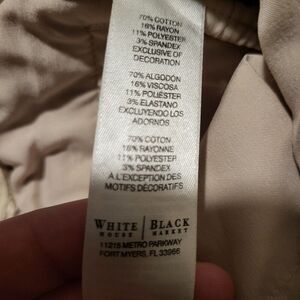 70% COTTON
16% RAYON
11% POLYESTER
3% SPANDEX
EXCLUSIVE OF
DECORATION
70% ALGODÓN
16% VISCOSA
11% POLIÉSTER
3% ELASTANO
EXCLUYENDO LOS
ADORNOS
70% COTON
16% RAYONNE
11% POLYESTER
3% SPANDEX
A L'EXCEPTION DES
MOTIFS DÉCORATIFS
WHITE | BLACK
HOUSE | MARKET
11215 METRO PARKWAY
FORT MYERS, FL 33966